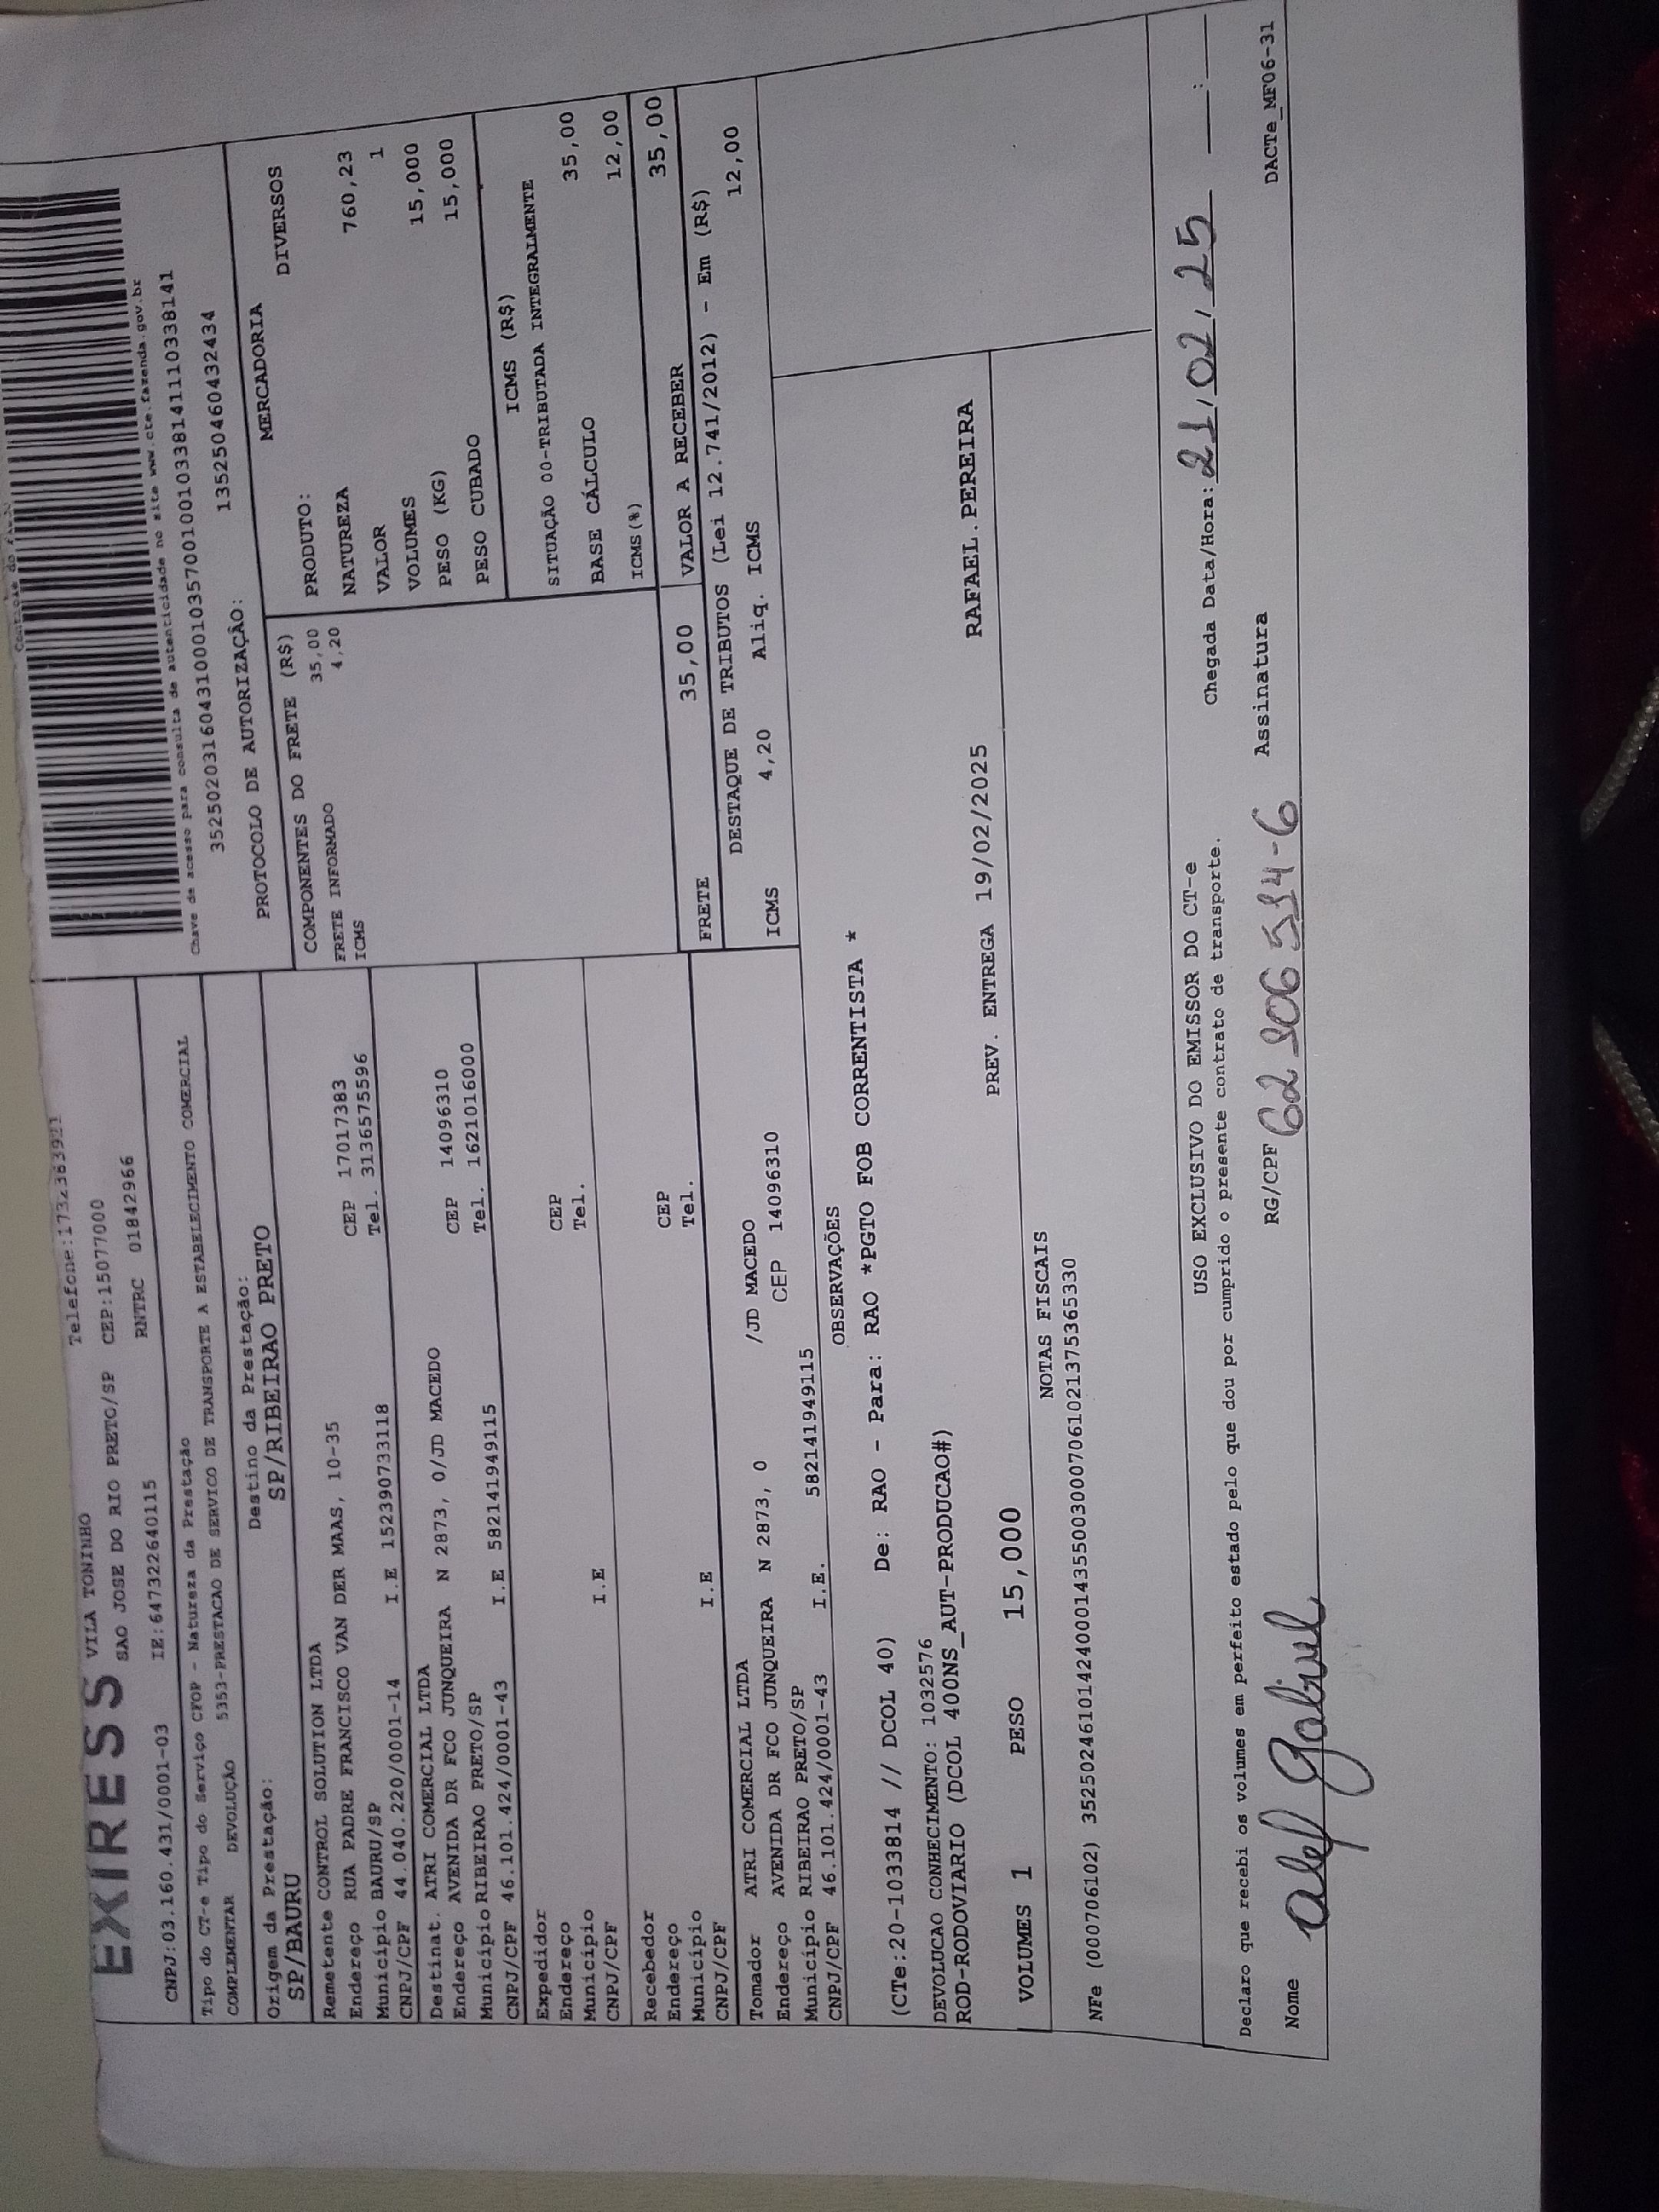 EXPRESS VILA TONINHO Telefone:1732363921
SAO JOSE DO RIO PRETO/SP CEP:15077000
CNPJ:03.160.431/0001-03 IE:647322640115 RNTRC 01842966
Tipo do CT-e Tipo do Serviço CFOP - Natureza da Prestação
COMPLEMENTAR DEVOLUÇÃO 5353-PRESTACAO DE SERVICO DE TRANSPORTE A ESTABELECIMENTO COMERCIAL
Origem da Prestação: Destino da Prestação:
SP/BAURU SP/RIBEIRAO PRETO
Remetente CONTROL SOLUTION LTDA
Endereço RUA PADRE FRANCISCO VAN DER MAAS, 10-35 CEP 17017383
Município BAURU/SP Tel. 3136575596
CNPJ/CPF 44.040.220/0001-14 I.E 152390733118
Destinat. ATRI COMERCIAL LTDA
Endereço AVENIDA DR FCO JUNQUEIRA N 2873, 0/JD MACEDO CEP 14096310
Município RIBEIRAO PRETO/SP Tel. 1621016000
CNPJ/CPF 46.101.424/0001-43 I.E 582141949115
Expedidor
Endereço CEP
Município Tel.
CNPJ/CPF I.E
Recebedor
Endereço CEP
Município Tel.
CNPJ/CPF I.E
Tomador ATRI COMERCIAL LTDA /JD MACEDO
Endereço AVENIDA DR FCO JUNQUEIRA N 2873, 0 CEP 14096310
Município RIBEIRAO PRETO/SP
CNPJ/CPF 46.101.424/0001-43 I.E. 582141949115
Chave de acesso para consulta de autenticidade no site www.cte.fazenda.gov.br
35250203160431000103570010010338141110338141
PROTOCOLO DE AUTORIZAÇÃO: 135250460432434
COMPONENTES DO FRETE (R$)
FRETE INFORMADO 35,00
ICMS 4,20
MERCADORIA
PRODUTO: DIVERSOS
NATUREZA
VALOR 760,23
VOLUMES 1
PESO (KG) 15,000
PESO CUBADO 15,000
ICMS (R$)
SITUAÇÃO 00-TRIBUTADA INTEGRALMENTE
BASE CÁLCULO 35,00
ICMS(%) 12,00
FRETE 35,00 VALOR A RECEBER 35,00
DESTAQUE DE TRIBUTOS (Lei 12.741/2012) - Em (R$)
ICMS 4,20 Aliq. ICMS 12,00
OBSERVAÇÕES
(CTe:20-1033814 // DCOL 40) De: RAO - Para: RAO *PGTO FOB CORRENTISTA *
DEVOLUCAO CONHECIMENTO: 1032576
ROD-RODOVIARIO (DCOL 400NS_AUT-PRODUCAO#)
PREV. ENTREGA 19/02/2025 RAFAEL.PEREIRA
VOLUMES 1 PESO 15,000
NOTAS FISCAIS
NFe (000706102) 35250246101424000143550030007061021375365330
USO EXCLUSIVO DO EMISSOR DO CT-e
Declaro que recebi os volumes em perfeito estado pelo que dou por cumprido o presente contrato de transporte. Chegada Data/Hora: 21/02/25 :
Nome Alef Gabriel RG/CPF 62 306 514-6 Assinatura
DACTe_MF06-31